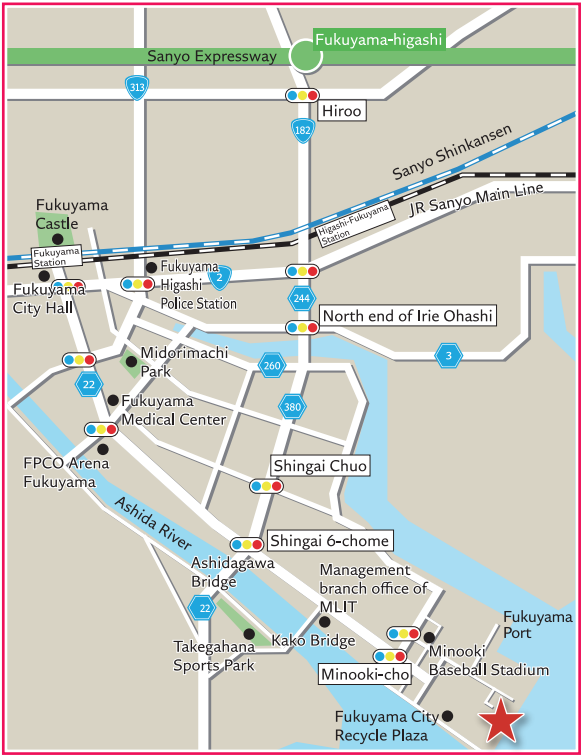 Fukuyama-higashi
Sanyo Expressway
313
Hiroo
182
Sanyo Shinkansen
JR Sanyo Main Line
Higashi-Fukuyama
Station
Fukuyama
Castle
Fukuyama
Station
Fukuyama
City Hall
Fukuyama
Higashi
Police Station
2
244
North end of Irie Ohashi
3
Midorimachi
Park
260
22
380
Fukuyama
Medical Center
FPCO Arena
Fukuyama
Shingai Chuo
Ashida River
Shingai 6-chome
Ashidagawa
Bridge
Management
branch office of
MLIT
22
Fukuyama
Port
Takegahana
Sports Park
Kako Bridge
Minooki
Baseball Stadium
Minooki-cho
Fukuyama City
Recycle Plaza